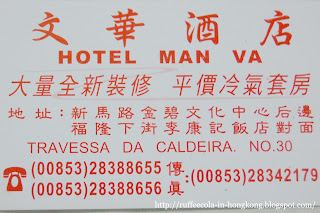 文華酒店
HOTEL MAN VA
大量全新裝修 平價冷氣套房
地址：新馬路金碧文化中心后邊
福隆下街李康記飯店對面
TRAVESSA DA CALDEIRA. NO.30
(00853)28388655
(00853)28388656
傳真:(00853)28342179
http://ruffeecola-in-hongkong.blogspot.com/